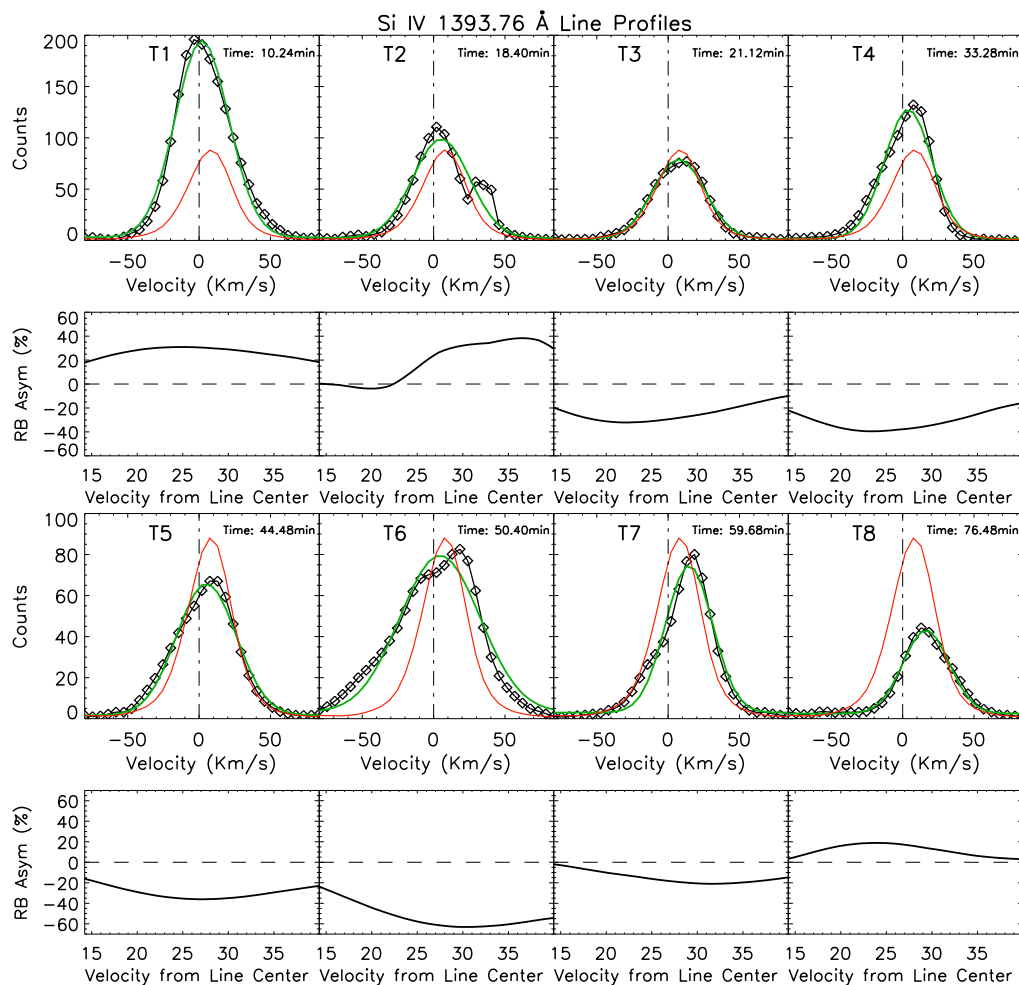 Si IV 1393.76 Å Line Profiles
T1 Time: 10.24min
T2 Time: 18.40min
T3 Time: 21.12min
T4 Time: 33.28min
200
150
100
50
0
Counts
−50 0 50 −50 0 50 −50 0 50 −50 0 50
Velocity (Km/s) Velocity (Km/s) Velocity (Km/s) Velocity (Km/s)
60
40
20
0
−20
−40
−60
RB Asym (%)
15 20 25 30 35 15 20 25 30 35 15 20 25 30 35 15 20 25 30 35
Velocity from Line Center Velocity from Line Center Velocity from Line Center Velocity from Line Center
T5 Time: 44.48min
T6 Time: 50.40min
T7 Time: 59.68min
T8 Time: 76.48min
100
80
60
40
20
0
Counts
−50 0 50 −50 0 50 −50 0 50 −50 0 50
Velocity (Km/s) Velocity (Km/s) Velocity (Km/s) Velocity (Km/s)
60
40
20
0
−20
−40
−60
RB Asym (%)
15 20 25 30 35 15 20 25 30 35 15 20 25 30 35 15 20 25 30 35
Velocity from Line Center Velocity from Line Center Velocity from Line Center Velocity from Line Center